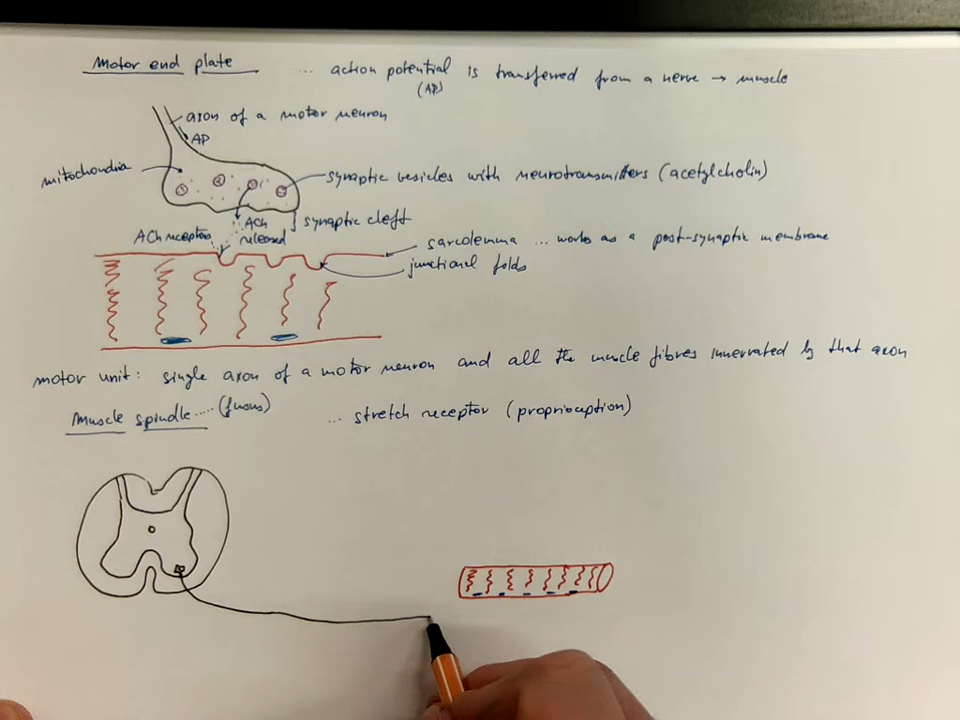 Motor end plate ... action potential is transferred from a nerve → muscle
(AP)
axon of a motor neuron
AP
mitochondria
synaptic vesicles with neurotransmitters (acetylcholin)
synaptic cleft
ACh released
ACh receptors
sarcolemma ... works as a post-synaptic membrane
junctional folds
motor unit: single axon of a motor neuron and all the muscle fibres innervated by that axon
Muscle spindle ..... (fusus) ... stretch receptor (proprioception)